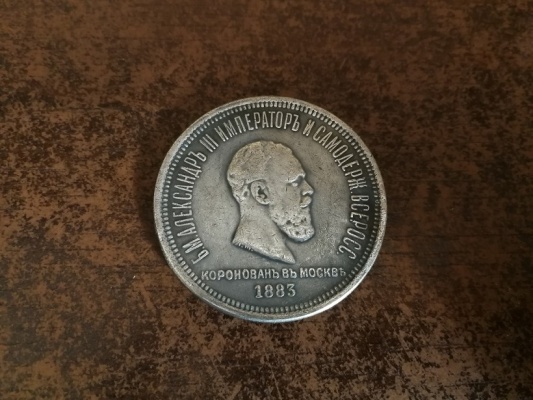 Б.М. АЛЕКСАНДРЪ III ИМПЕРАТОРЪ И САМОДЕРЖ. ВСЕРОСС.
КОРОНОВАНЪ ВЪ МОСКВѢ
1883